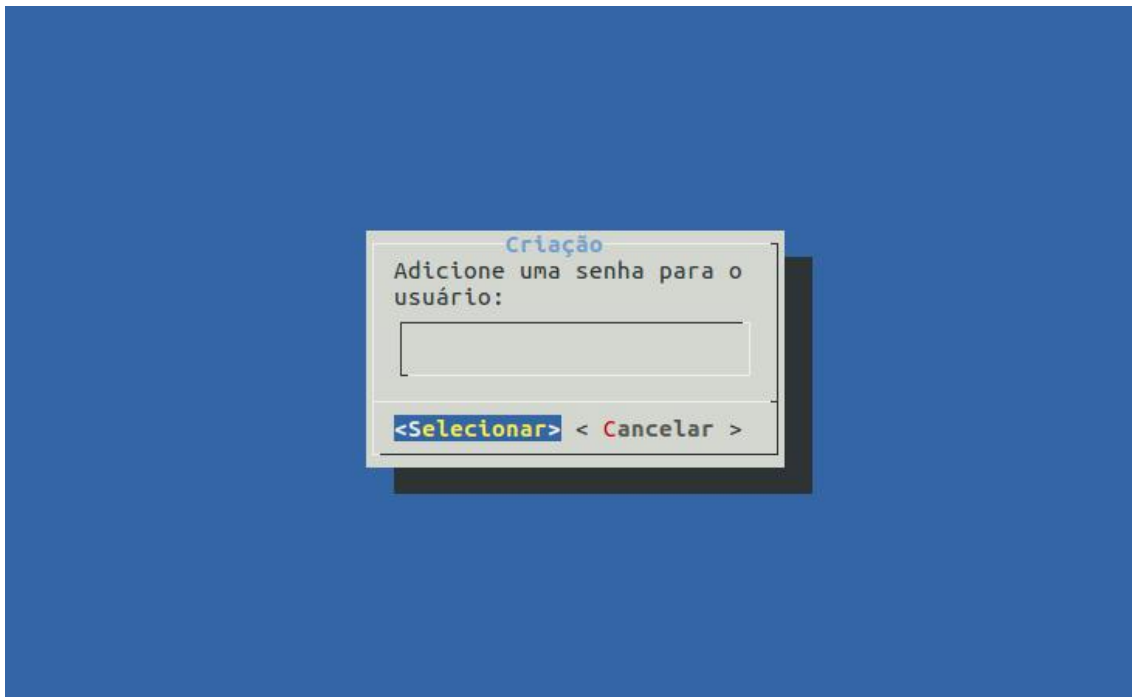 Criação
Adicione uma senha para o
usuário:
<Selecionar> < Cancelar >